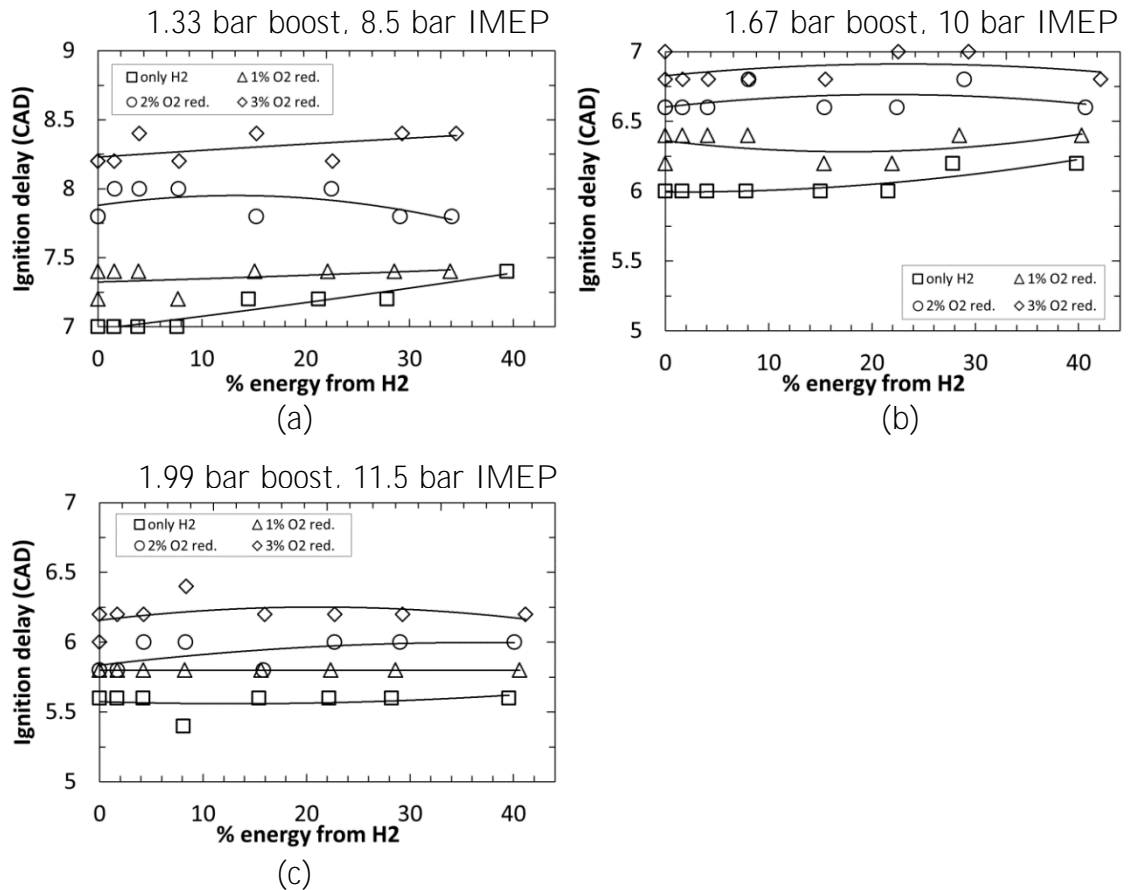 1.33 bar boost, 8.5 bar IMEP
9
8.5
8
7.5
7
Ignition delay (CAD)
only H2
1% O2 red.
2% O2 red.
3% O2 red.
0 10 20 30 40
% energy from H2
(a)
1.67 bar boost, 10 bar IMEP
7
6.5
6
5.5
5
Ignition delay (CAD)
only H2
1% O2 red.
2% O2 red.
3% O2 red.
0 10 20 30 40
% energy from H2
(b)
1.99 bar boost, 11.5 bar IMEP
7
6.5
6
5.5
5
Ignition delay (CAD)
only H2
1% O2 red.
2% O2 red.
3% O2 red.
0 10 20 30 40
% energy from H2
(c)